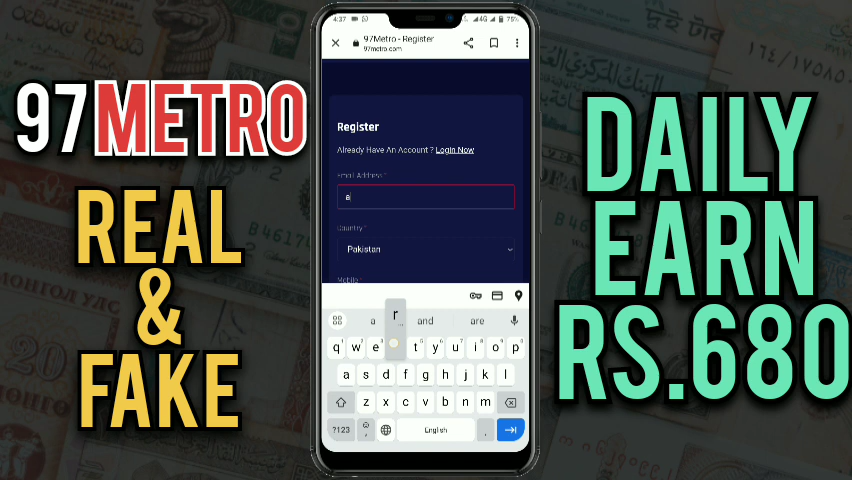 97METRO
REAL
&
FAKE
4:37
4G 75%
97Metro - Register
97metro.com
Register
Already Have An Account ? Login Now
Email Address *
a
Country *
Pakistan
Mobile *
a r and are
q w e t y u i o p
a s d f g h j k l
z x c v b n m
?123 English .
DAILY
EARN
RS.680